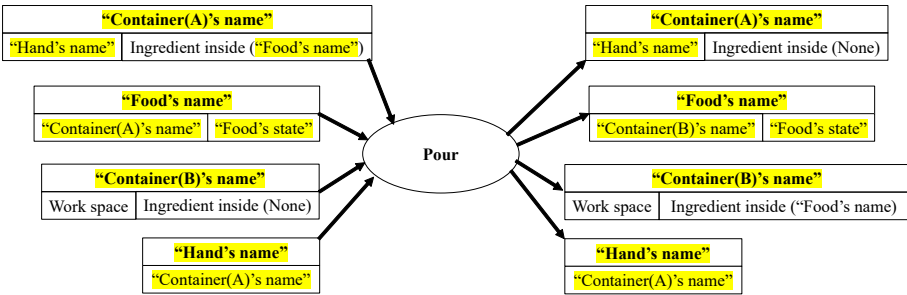 “Container(A)’s name”
“Hand’s name” Ingredient inside (“Food’s name”)
“Food’s name”
“Container(A)’s name” “Food’s state”
“Container(B)’s name”
Work space Ingredient inside (None)
“Hand’s name”
“Container(A)’s name”
Pour
“Container(A)’s name”
“Hand’s name” Ingredient inside (None)
“Food’s name”
“Container(B)’s name” “Food’s state”
“Container(B)’s name”
Work space Ingredient inside (“Food’s name)
“Hand’s name”
“Container(A)’s name”